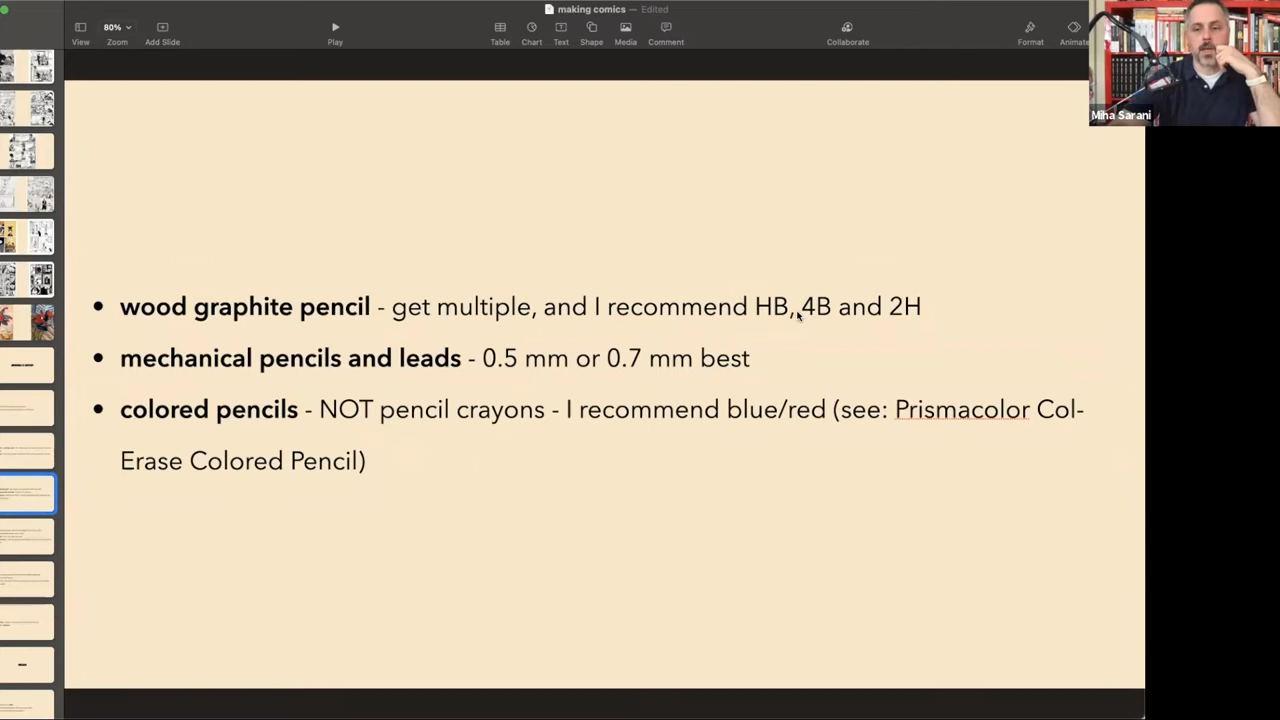 making comics — Edited
80%
View
Zoom
Add Slide
Play
Table
Chart
Text
Shape
Media
Comment
Collaborate
Format
Animate
Miha Sarani
• wood graphite pencil - get multiple, and I recommend HB, 4B and 2H
• mechanical pencils and leads - 0.5 mm or 0.7 mm best
• colored pencils - NOT pencil crayons - I recommend blue/red (see: Prismacolor Col-
Erase Colored Pencil)